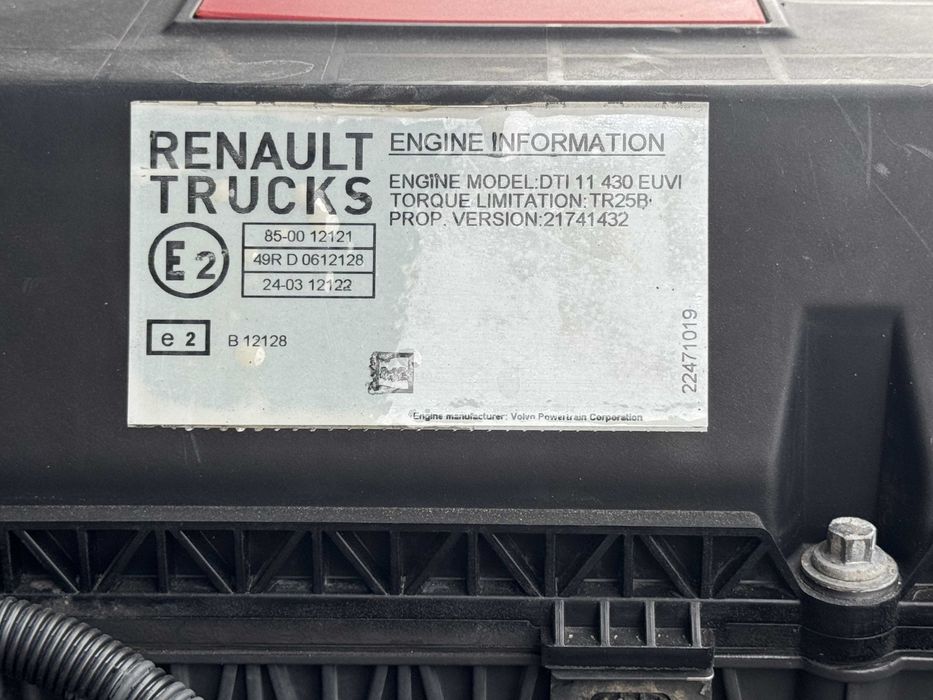 RENAULT
TRUCKS
ENGINE INFORMATION
ENGINE MODEL:DTI 11 430 EUVI
TORQUE LIMITATION:TR25B
PROP. VERSION:21741432
E2
85-00 12121
49R D 0612128
24-03 12122
e 2
B 12128
22471019
Engine manufacturer: Volvo Powertrain Corporation